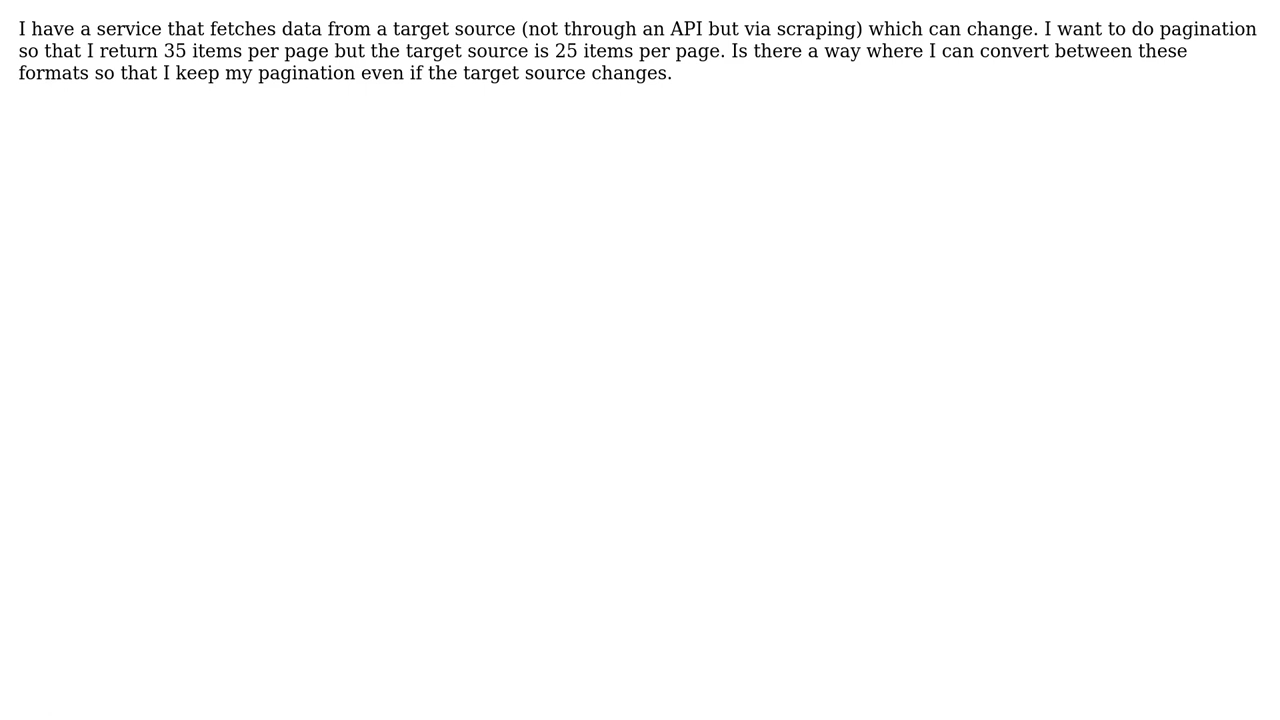 I have a service that fetches data from a target source (not through an API but via scraping) which can change. I want to do pagination
so that I return 35 items per page but the target source is 25 items per page. Is there a way where I can convert between these
formats so that I keep my pagination even if the target source changes.